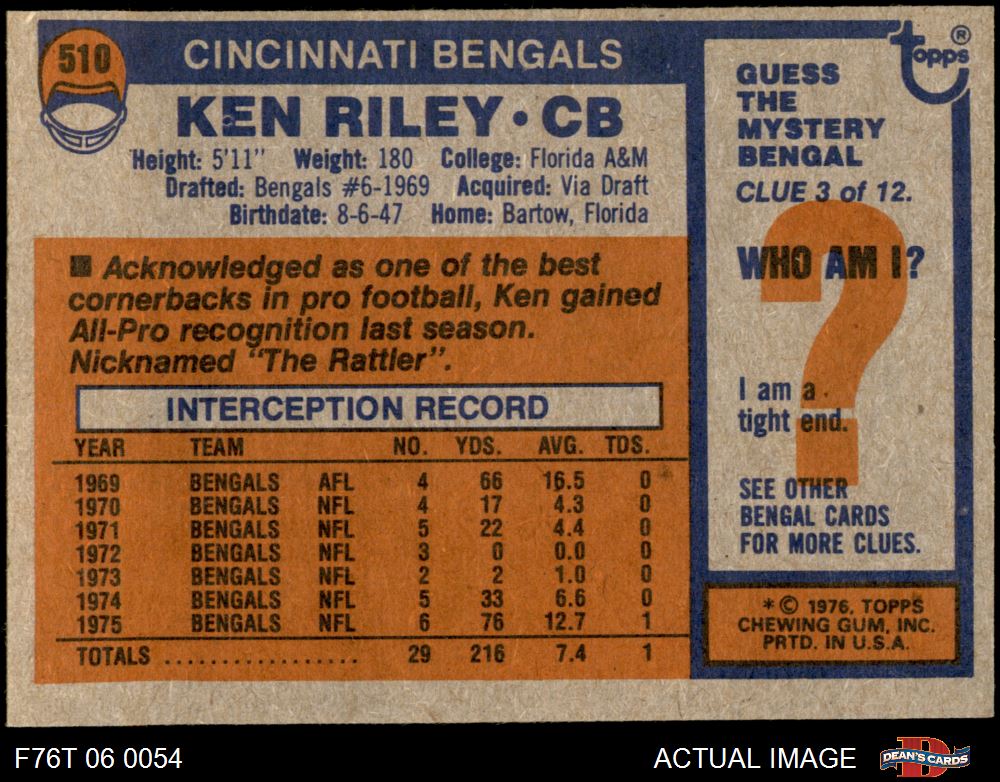 510
CINCINNATI BENGALS
KEN RILEY • CB
Height: 5'11" Weight: 180 College: Florida A&M
Drafted: Bengals #6-1969 Acquired: Via Draft
Birthdate: 8-6-47 Home: Bartow, Florida
■ Acknowledged as one of the best
cornerbacks in pro football, Ken gained
All-Pro recognition last season.
Nicknamed "The Rattler".
INTERCEPTION RECORD
YEAR TEAM NO. YDS. AVG. TDS.
1969 BENGALS AFL 4 66 16.5 0
1970 BENGALS NFL 4 17 4.3 0
1971 BENGALS NFL 5 22 4.4 0
1972 BENGALS NFL 3 0 0.0 0
1973 BENGALS NFL 2 2 1.0 0
1974 BENGALS NFL 5 33 6.6 0
1975 BENGALS NFL 6 76 12.7 1
TOTALS ................. 29 216 7.4 1
topps ®
GUESS
THE
MYSTERY
BENGAL
CLUE 3 of 12.
?
WHO AM I?
I am a
tight end.
SEE OTHER
BENGAL CARDS
FOR MORE CLUES.
* © 1976, TOPPS
CHEWING GUM, INC.
PRTD. IN U.S.A.
F76T 06 0054
ACTUAL IMAGE
DEAN'S CARDS